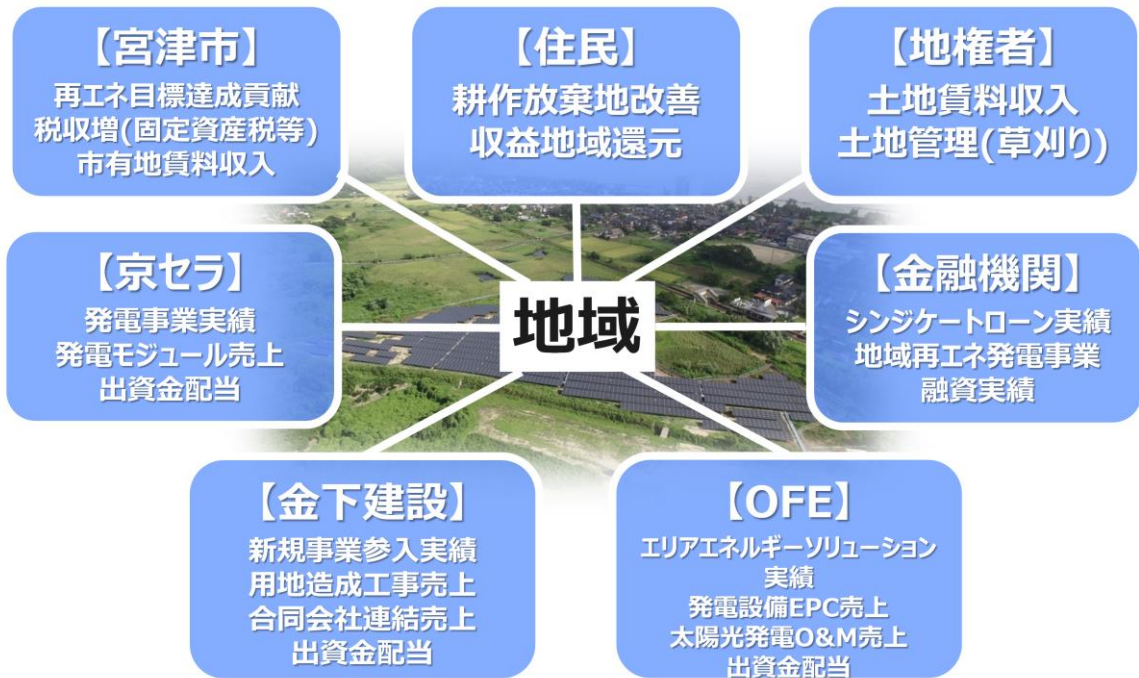 【宮津市】
再エネ目標達成貢献
税収増(固定資産税等)
市有地賃料収入
【住民】
耕作放棄地改善
収益地域還元
【地権者】
土地賃料収入
土地管理(草刈り)
【京セラ】
発電事業実績
発電モジュール売上
出資金配当
地域
【金融機関】
シンジケートローン実績
地域再エネ発電事業
融資実績
【金下建設】
新規事業参入実績
用地造成工事売上
合同会社連結売上
出資金配当
【OFE】
エリアエネルギーソリューション
実績
発電設備EPC売上
太陽光発電O&M売上
出資金配当